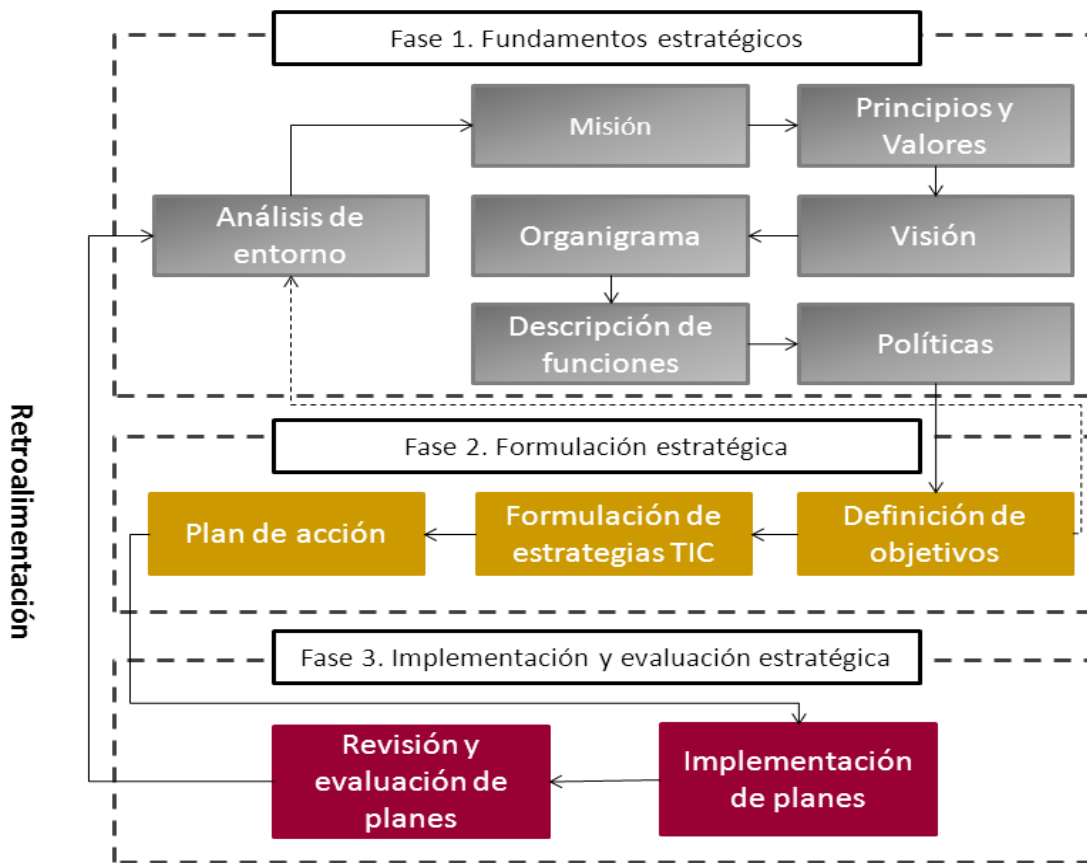 Fase 1. Fundamentos estratégicos
Misión
Principios y
Valores
Análisis de
entorno
Organigrama
Visión
Descripción de
funciones
Políticas
Retroalimentación
Fase 2. Formulación estratégica
Plan de acción
Formulación de
estrategias TIC
Definición de
objetivos
Fase 3. Implementación y evaluación estratégica
Revisión y
evaluación de
planes
Implementación
de planes